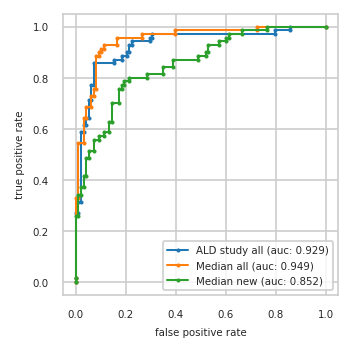 1.0
0.8
0.6
0.4
0.2
0.0
true positive rate
ALD study all (auc: 0.929)
Median all (auc: 0.949)
Median new (auc: 0.852)
0.0 0.2 0.4 0.6 0.8 1.0
false positive rate